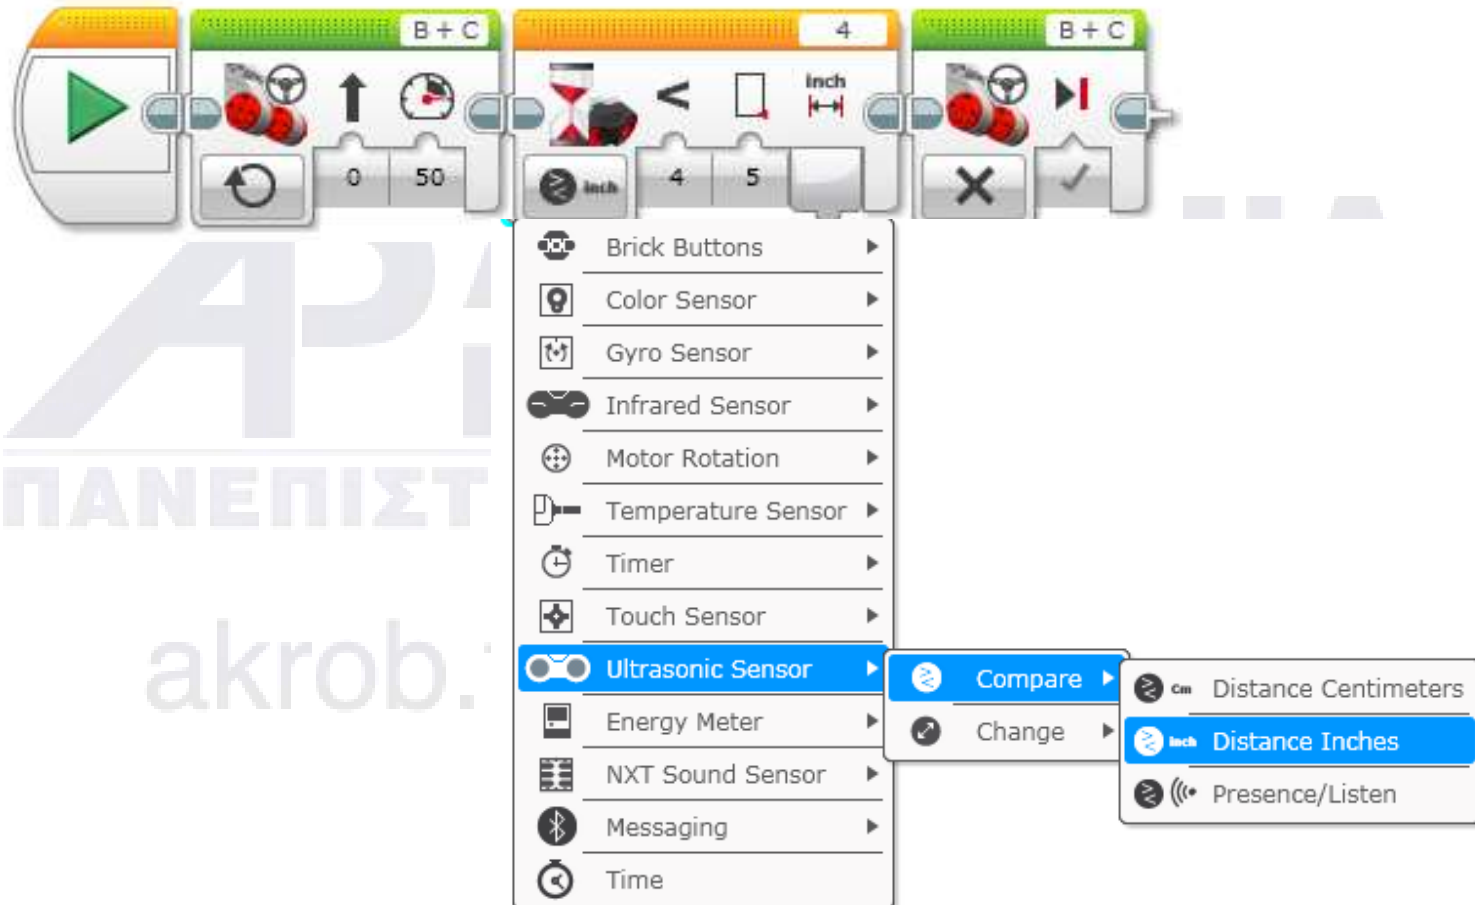 B + C
4
B + C
inch
0
50
inch
4
5
Brick Buttons
Color Sensor
Gyro Sensor
Infrared Sensor
Motor Rotation
ΠΑΝΕΠΙΣΤ
Temperature Sensor
Timer
Touch Sensor
akrob.
Ultrasonic Sensor
Compare
cm Distance Centimeters
Energy Meter
Change
inch Distance Inches
NXT Sound Sensor
Presence/Listen
Messaging
Time